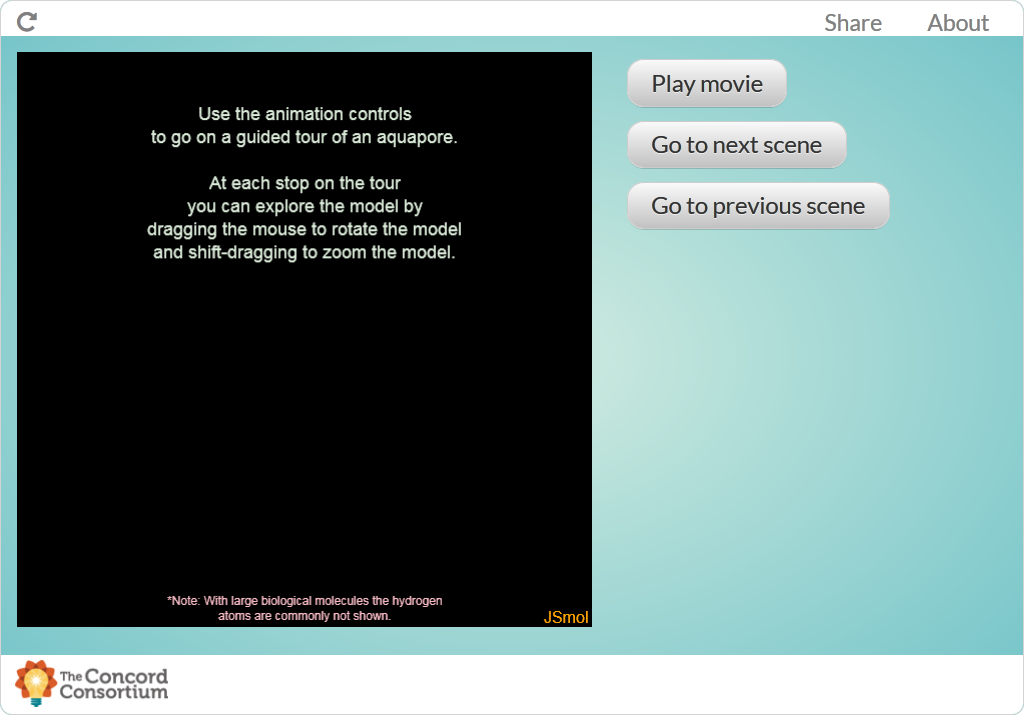 Share
About
Use the animation controls
to go on a guided tour of an aquapore.
At each stop on the tour
you can explore the model by
dragging the mouse to rotate the model
and shift-dragging to zoom the model.
*Note: With large biological molecules the hydrogen
atoms are commonly not shown.
JSmol
Play movie
Go to next scene
Go to previous scene
The Concord
Consortium